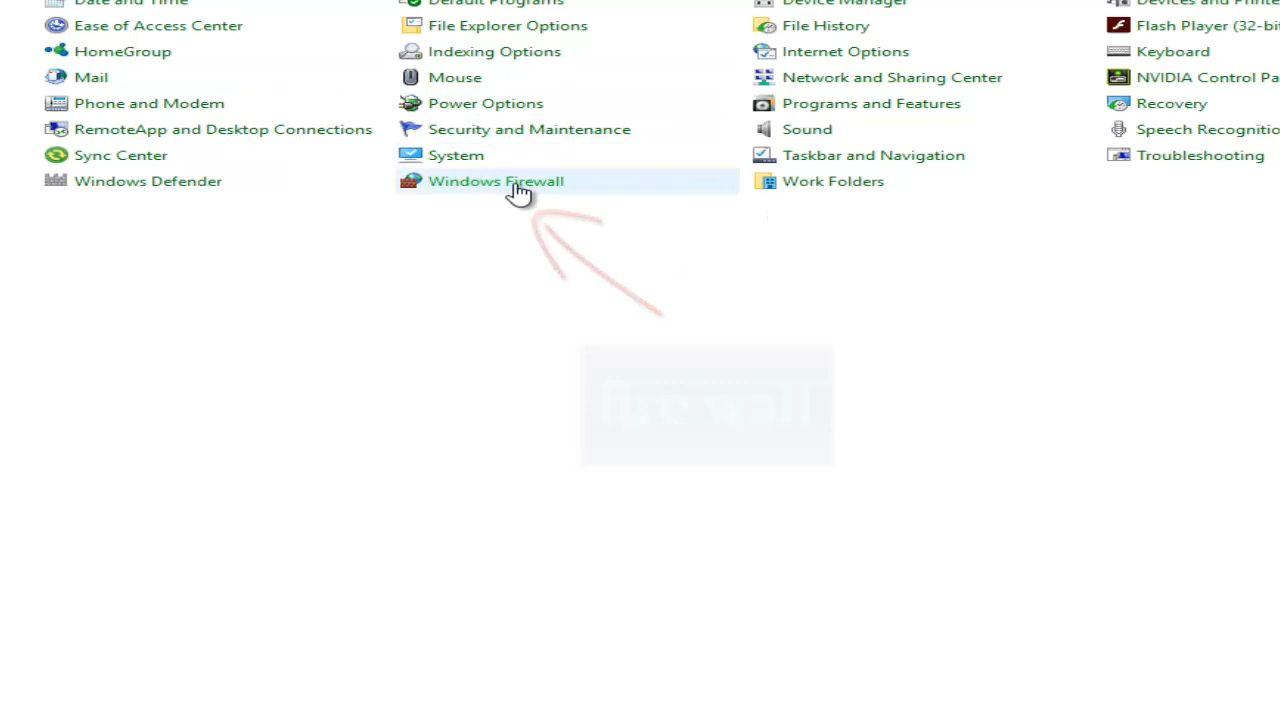 Date and Time
Default Programs
Device Manager
Devices and Printe
Ease of Access Center
File Explorer Options
File History
Flash Player (32-bi
HomeGroup
Indexing Options
Internet Options
Keyboard
Mail
Mouse
Network and Sharing Center
NVIDIA Control Pa
Phone and Modem
Power Options
Programs and Features
Recovery
RemoteApp and Desktop Connections
Security and Maintenance
Sound
Speech Recognitio
Sync Center
System
Taskbar and Navigation
Troubleshooting
Windows Defender
Windows Firewall
Work Folders
fire wall